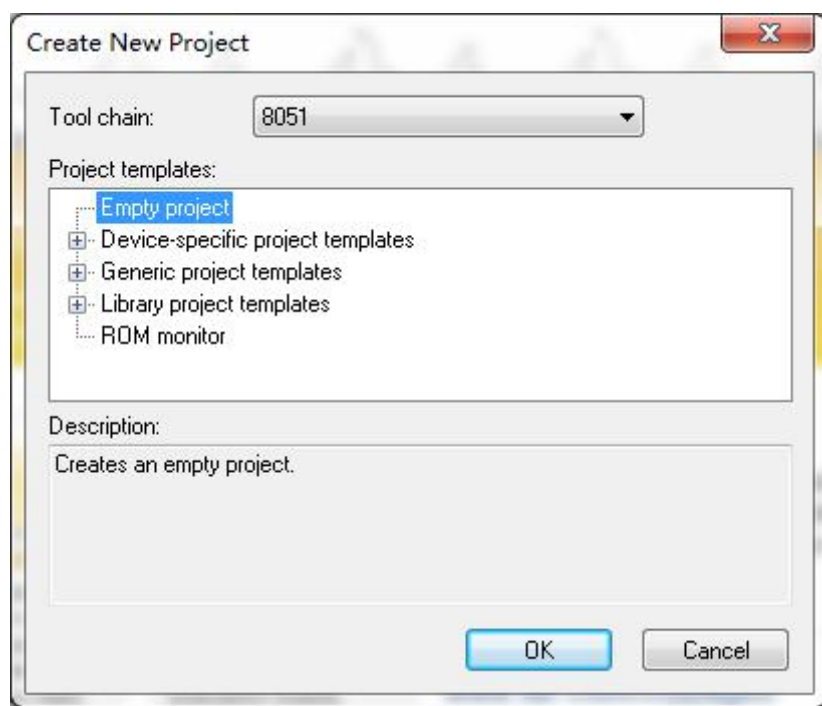 Create New Project
Tool chain: 8051
Project templates:
Empty project
Device-specific project templates
Generic project templates
Library project templates
ROM monitor
Description:
Creates an empty project.
OK Cancel